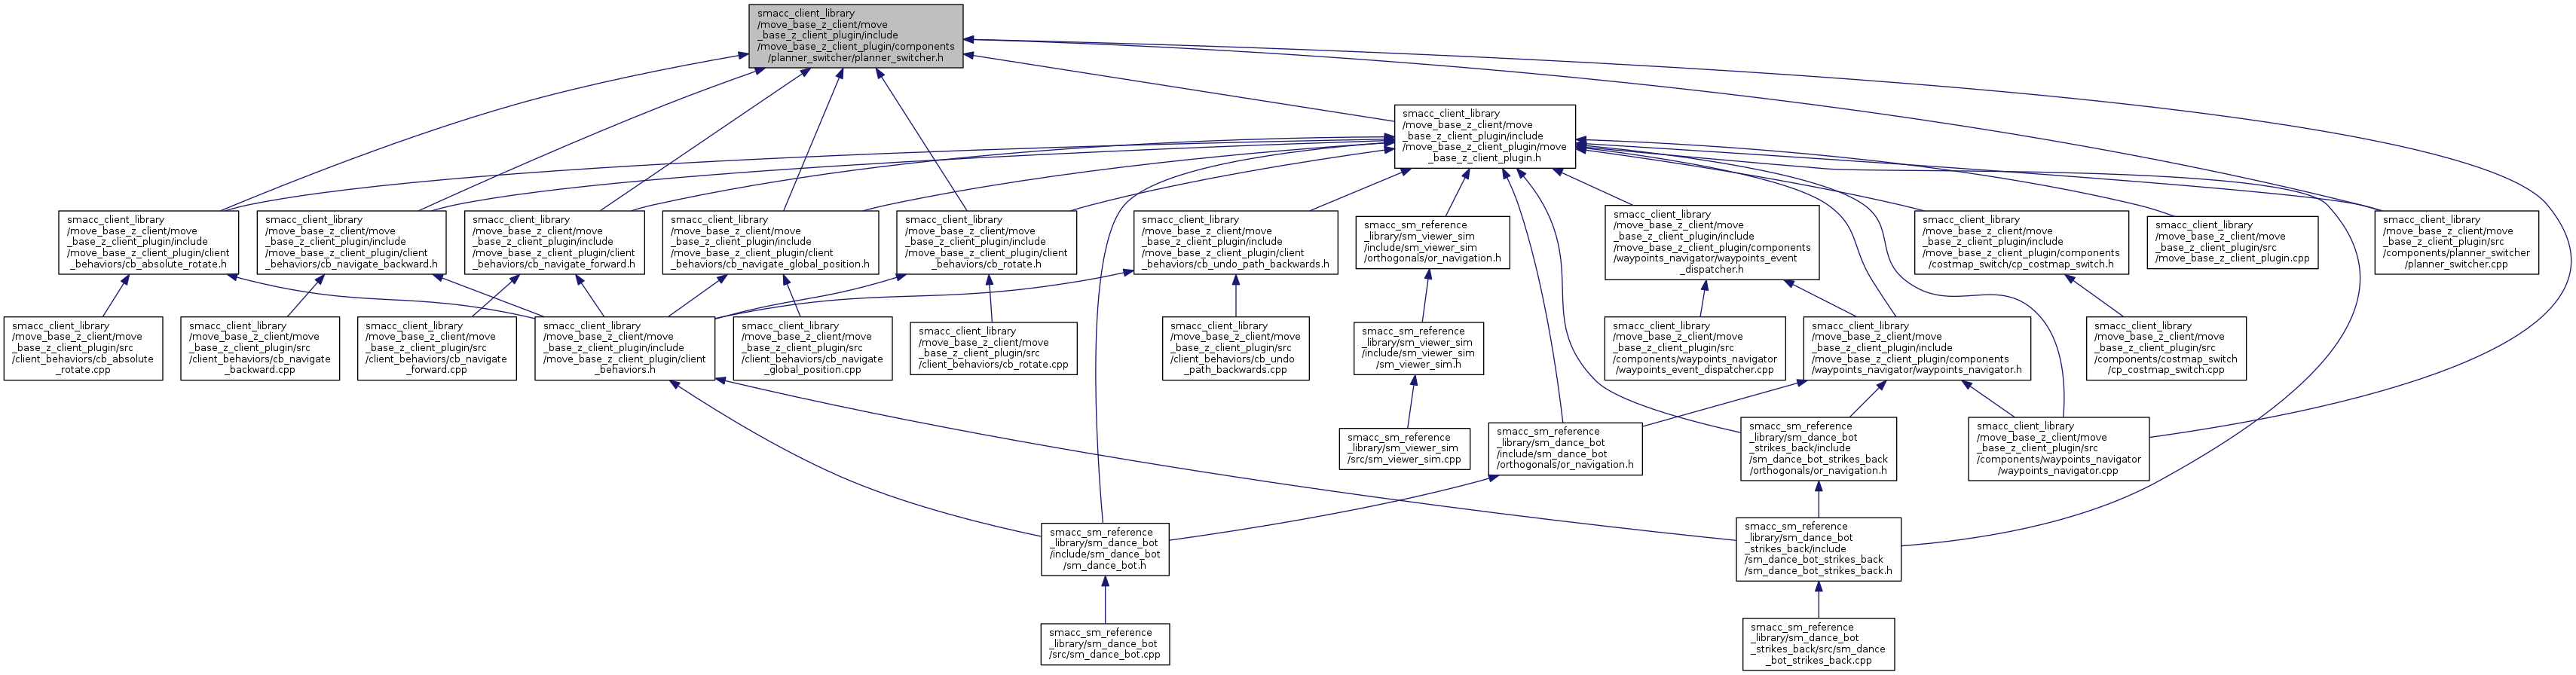 smacc_client_library
/move_base_z_client/move
_base_z_client_plugin/include
/move_base_z_client_plugin/components
/planner_switcher/planner_switcher.h
smacc_client_library
/move_base_z_client/move
_base_z_client_plugin/include
/move_base_z_client_plugin/move
_base_z_client_plugin.h
smacc_client_library
/move_base_z_client/move
_base_z_client_plugin/include
/move_base_z_client_plugin/client
_behaviors/cb_absolute_rotate.h
smacc_client_library
/move_base_z_client/move
_base_z_client_plugin/include
/move_base_z_client_plugin/client
_behaviors/cb_navigate_backward.h
smacc_client_library
/move_base_z_client/move
_base_z_client_plugin/include
/move_base_z_client_plugin/client
_behaviors/cb_navigate_forward.h
smacc_client_library
/move_base_z_client/move
_base_z_client_plugin/include
/move_base_z_client_plugin/client
_behaviors/cb_navigate_global_position.h
smacc_client_library
/move_base_z_client/move
_base_z_client_plugin/include
/move_base_z_client_plugin/client
_behaviors/cb_rotate.h
smacc_client_library
/move_base_z_client/move
_base_z_client_plugin/include
/move_base_z_client_plugin/client
_behaviors/cb_undo_path_backwards.h
smacc_sm_reference
_library/sm_viewer_sim
/include/sm_viewer_sim
/orthogonals/or_navigation.h
smacc_client_library
/move_base_z_client/move
_base_z_client_plugin/include
/move_base_z_client_plugin/components
/waypoints_navigator/waypoints_event
_dispatcher.h
smacc_client_library
/move_base_z_client/move
_base_z_client_plugin/include
/move_base_z_client_plugin/components
/costmap_switch/cp_costmap_switch.h
smacc_client_library
/move_base_z_client/move
_base_z_client_plugin/src
/move_base_z_client_plugin.cpp
smacc_client_library
/move_base_z_client/move
_base_z_client_plugin/src
/components/planner_switcher
/planner_switcher.cpp
smacc_client_library
/move_base_z_client/move
_base_z_client_plugin/src
/client_behaviors/cb_absolute
_rotate.cpp
smacc_client_library
/move_base_z_client/move
_base_z_client_plugin/src
/client_behaviors/cb_navigate
_backward.cpp
smacc_client_library
/move_base_z_client/move
_base_z_client_plugin/src
/client_behaviors/cb_navigate
_forward.cpp
smacc_client_library
/move_base_z_client/move
_base_z_client_plugin/include
/move_base_z_client_plugin/client
_behaviors.h
smacc_client_library
/move_base_z_client/move
_base_z_client_plugin/src
/client_behaviors/cb_navigate
_global_position.cpp
smacc_client_library
/move_base_z_client/move
_base_z_client_plugin/src
/client_behaviors/cb_rotate.cpp
smacc_client_library
/move_base_z_client/move
_base_z_client_plugin/src
/client_behaviors/cb_undo
_path_backwards.cpp
smacc_sm_reference
_library/sm_viewer_sim
/include/sm_viewer_sim
/sm_viewer_sim.h
smacc_client_library
/move_base_z_client/move
_base_z_client_plugin/src
/components/waypoints_navigator
/waypoints_event_dispatcher.cpp
smacc_client_library
/move_base_z_client/move
_base_z_client_plugin/include
/move_base_z_client_plugin/components
/waypoints_navigator/waypoints_navigator.h
smacc_client_library
/move_base_z_client/move
_base_z_client_plugin/src
/components/costmap_switch
/cp_costmap_switch.cpp
smacc_sm_reference
_library/sm_viewer_sim
/src/sm_viewer_sim.cpp
smacc_sm_reference
_library/sm_dance_bot
/include/sm_dance_bot
/orthogonals/or_navigation.h
smacc_sm_reference
_library/sm_dance_bot
_strikes_back/include
/sm_dance_bot_strikes_back
/orthogonals/or_navigation.h
smacc_client_library
/move_base_z_client/move
_base_z_client_plugin/src
/components/waypoints_navigator
/waypoints_navigator.cpp
smacc_sm_reference
_library/sm_dance_bot
/include/sm_dance_bot
/sm_dance_bot.h
smacc_sm_reference
_library/sm_dance_bot
_strikes_back/include
/sm_dance_bot_strikes_back
/sm_dance_bot_strikes_back.h
smacc_sm_reference
_library/sm_dance_bot
/src/sm_dance_bot.cpp
smacc_sm_reference
_library/sm_dance_bot
_strikes_back/src/sm_dance
_bot_strikes_back.cpp